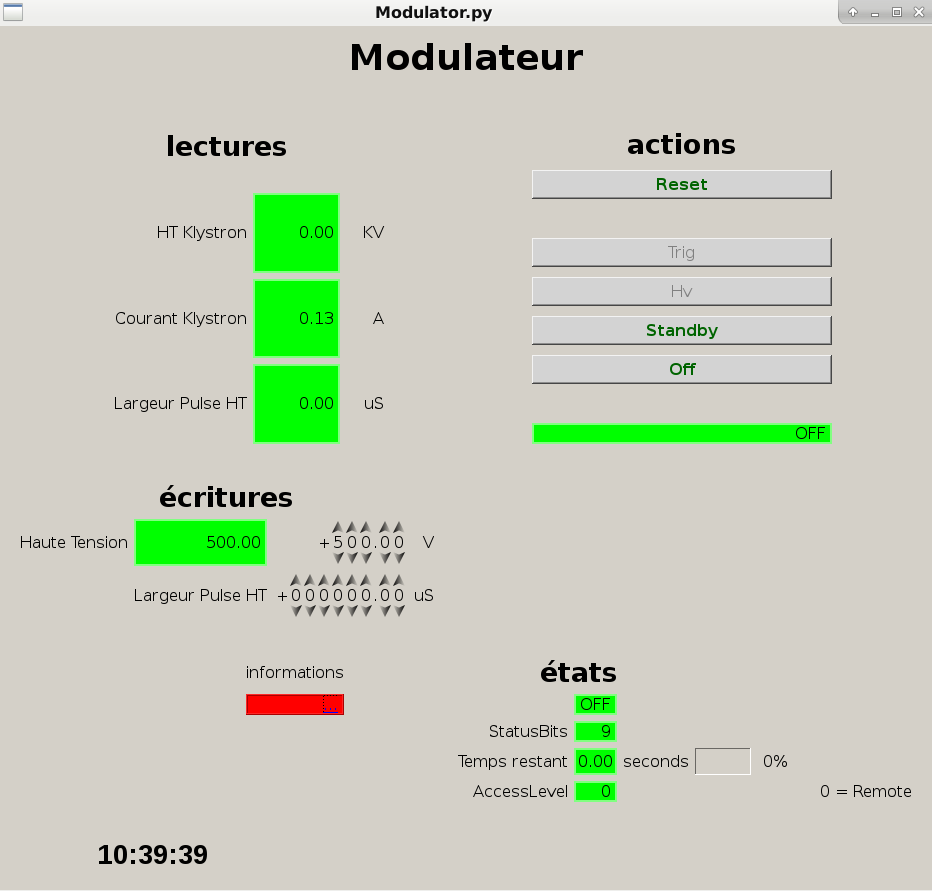 Modulator.py
Modulateur
lectures
HT Klystron 0.00 KV
Courant Klystron 0.13 A
Largeur Pulse HT 0.00 uS
actions
Reset
Trig
Hv
Standby
Off
OFF
écritures
Haute Tension 500.00 +500.00 V
Largeur Pulse HT +000000.00 uS
informations
...
états
OFF
StatusBits 9
Temps restant 0.00 seconds 0%
AccessLevel 0 0 = Remote
10:39:39